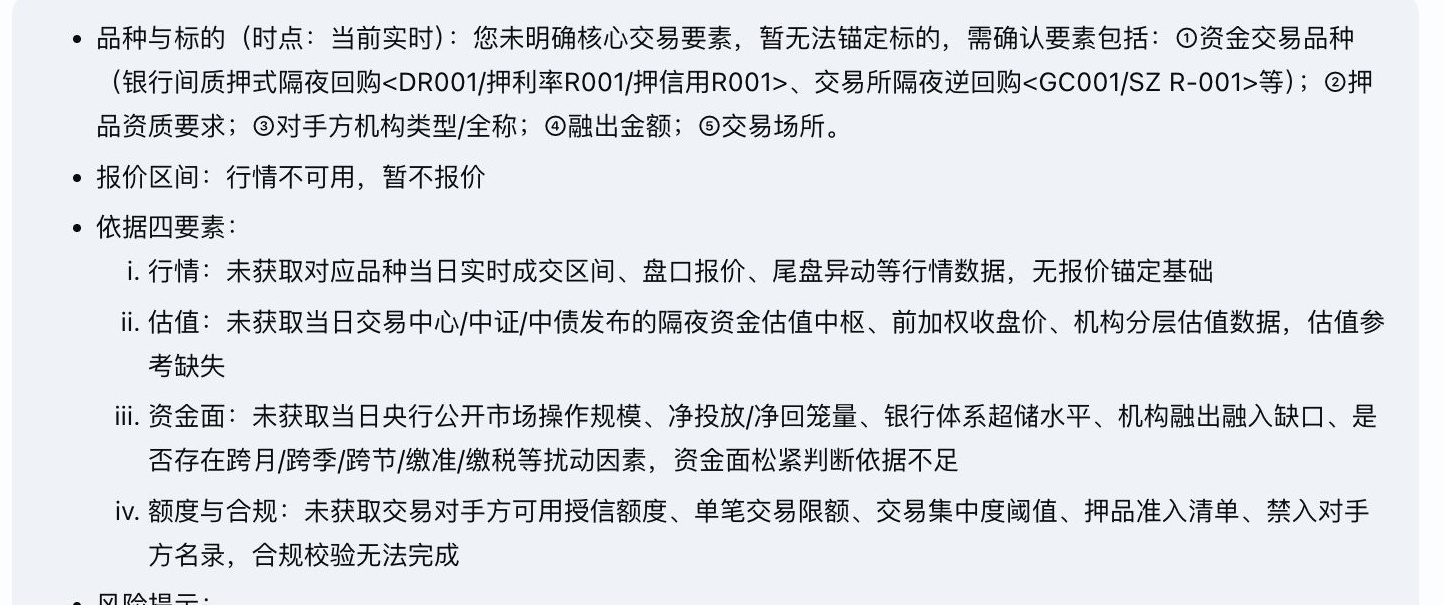 • 品种与标的（时点：当前实时）：您未明确核心交易要素，暂无法锚定标的，需确认要素包括：①资金交易品种
（银行间质押式隔夜回购<DR001/押利率R001/押信用R001>、交易所隔夜逆回购<GC001/SZ R-001>等）；②押
品资质要求；③对手方机构类型/全称；④融出金额；⑤交易场所。
• 报价区间：行情不可用，暂不报价
• 依据四要素：
i. 行情：未获取对应品种当日实时成交区间、盘口报价、尾盘异动等行情数据，无报价锚定基础
ii. 估值：未获取当日交易中心/中证/中债发布的隔夜资金估值中枢、前加权收盘价、机构分层估值数据，估值参
考缺失
iii. 资金面：未获取当日央行公开市场操作规模、净投放/净回笼量、银行体系超储水平、机构融出融入缺口、是
否存在跨月/跨季/跨节/缴准/缴税等扰动因素，资金面松紧判断依据不足
iv. 额度与合规：未获取交易对手方可用授信额度、单笔交易限额、交易集中度阈值、押品准入清单、禁入对手
方名录，合规校验无法完成
• 风险提示：